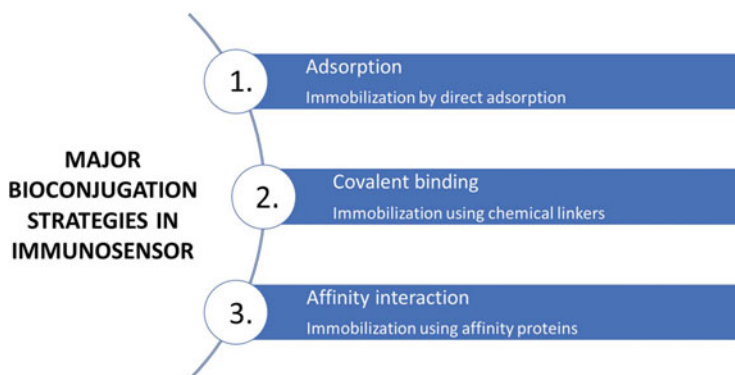 MAJOR
BIOCONJUGATION
STRATEGIES IN
IMMUNOSENSOR
1.
Adsorption
Immobilization by direct adsorption
2.
Covalent binding
Immobilization using chemical linkers
3.
Affinity interaction
Immobilization using affinity proteins